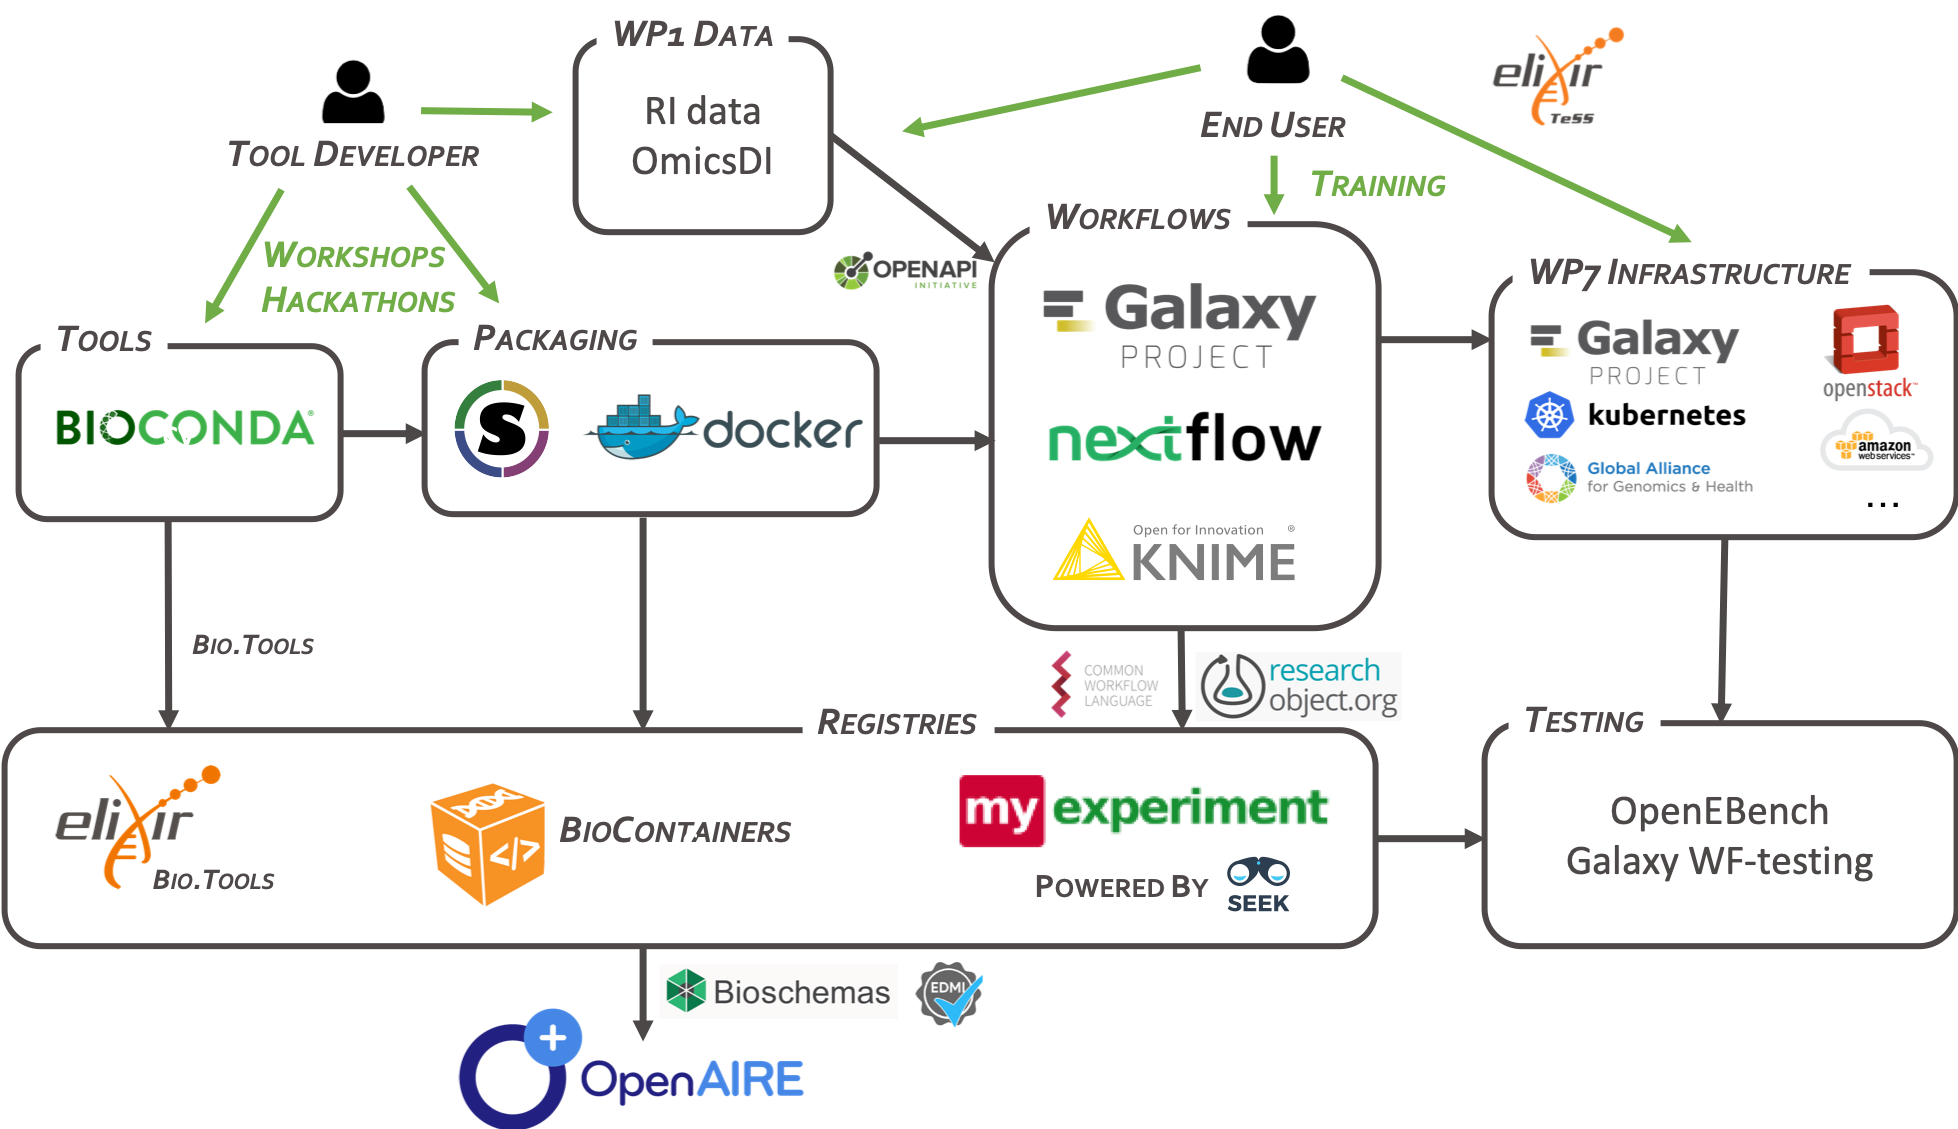 WP1 DATA
RI data
OmicsDI
TOOL DEVELOPER
END USER
elixir
TeSS
TRAINING
WORKSHOPS
HACKATHONS
OPENAPI
INITIATIVE
WORKFLOWS
Galaxy
PROJECT
nextflow
Open for Innovation ®
KNIME
WP7 INFRASTRUCTURE
Galaxy
PROJECT
openstack™
kubernetes
amazon
web services™
Global Alliance
for Genomics & Health
...
TOOLS
BIOCONDA®
PACKAGING
S
docker
BIO.TOOLS
COMMON
WORKFLOW
LANGUAGE
research
object.org
REGISTRIES
elixir
BIO.TOOLS
</>
BIOCONTAINERS
my experiment
POWERED BY
SEEK
TESTING
OpenEBench
Galaxy WF-testing
Bioschemas
EDMI
OpenAIRE